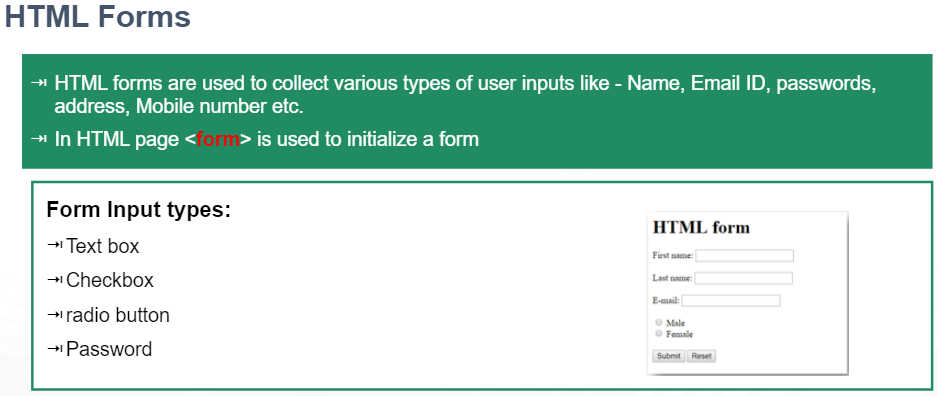 HTML Forms
HTML forms are used to collect various types of user inputs like - Name, Email ID, passwords,
address, Mobile number etc.
In HTML page <form> is used to initialize a form
Form Input types:
Text box
Checkbox
radio button
Password
HTML form
First name:
Last name:
E-mail:
Male
Female
Submit Reset